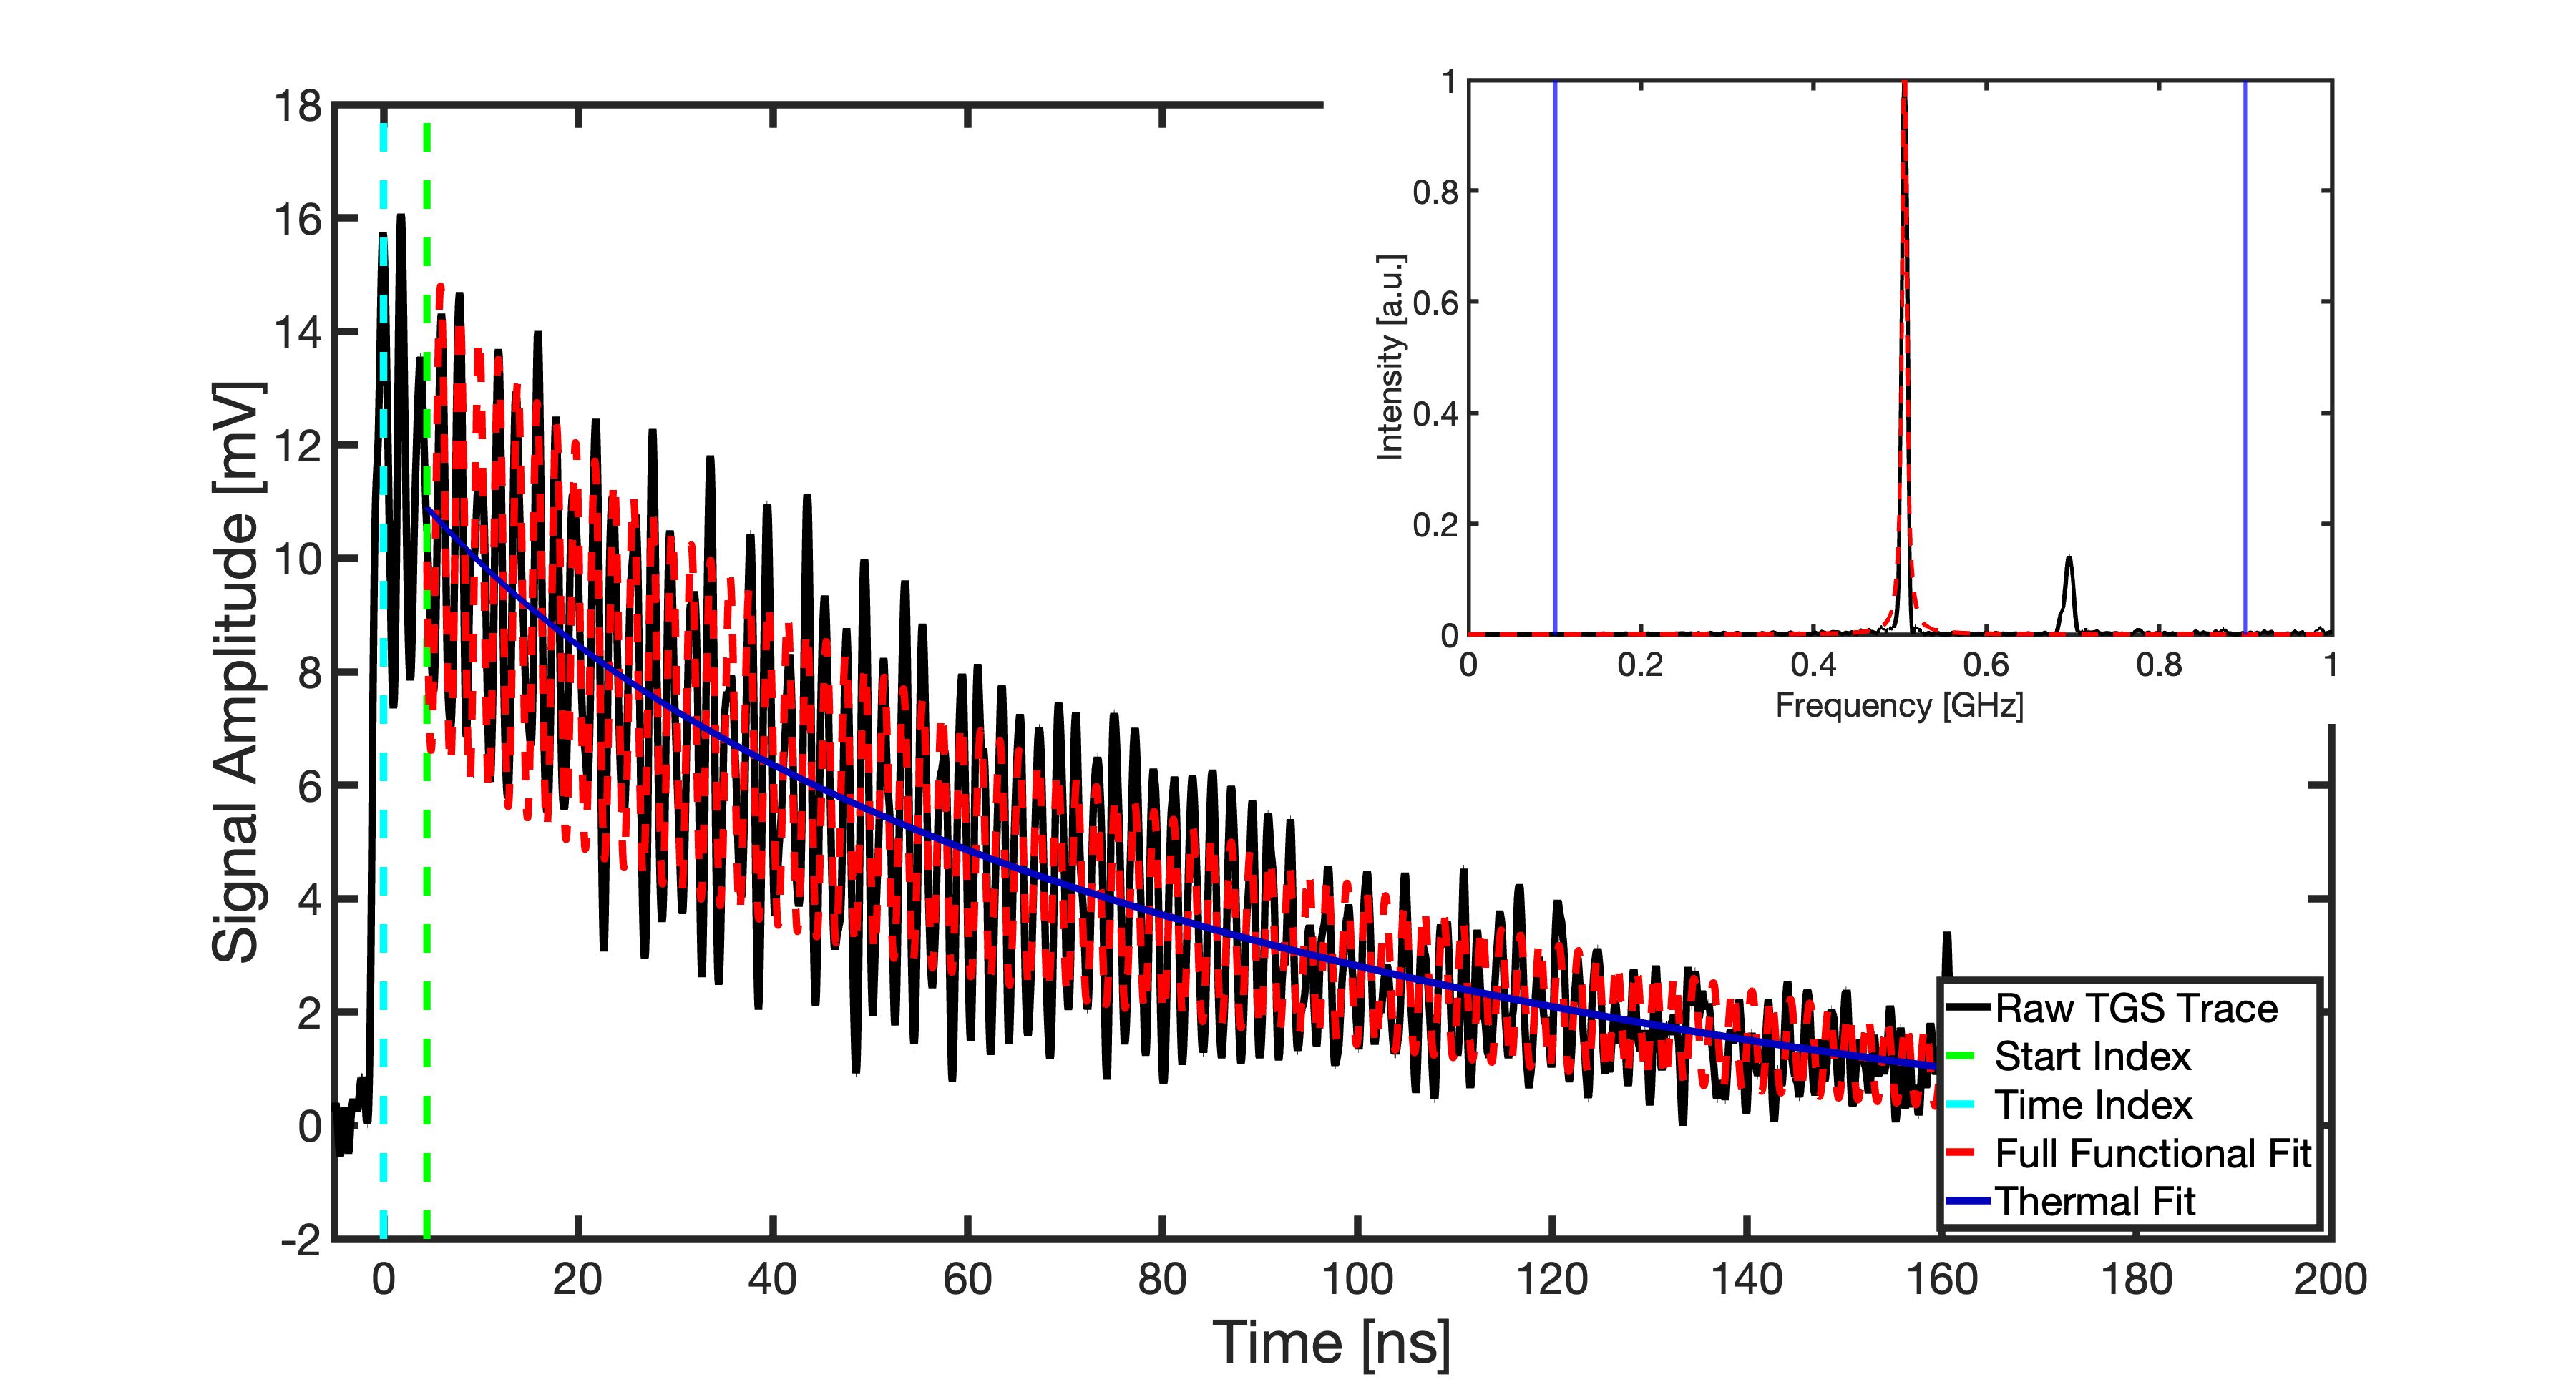 18
16
14
12
10
8
6
4
2
0
-2
Signal Amplitude [mV]
0 20 40 60 80 100 120 140 160 180 200
Time [ns]
1
0.8
0.6
0.4
0.2
0
Intensity [a.u.]
0 0.2 0.4 0.6 0.8 1
Frequency [GHz]
Raw TGS Trace
Start Index
Time Index
Full Functional Fit
Thermal Fit